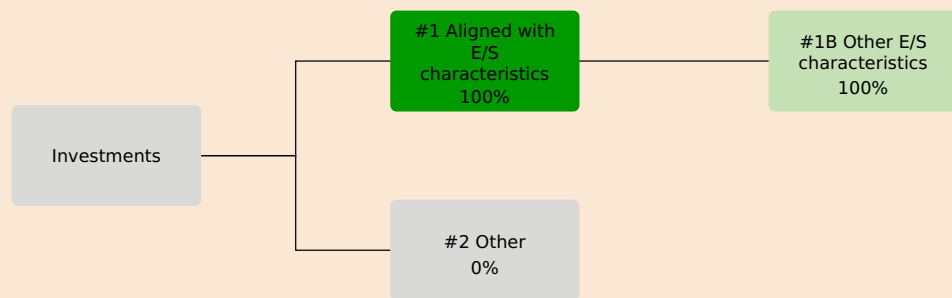 #1 Aligned with
E/S
characteristics
100%
#1B Other E/S
characteristics
100%
Investments
#2 Other
0%